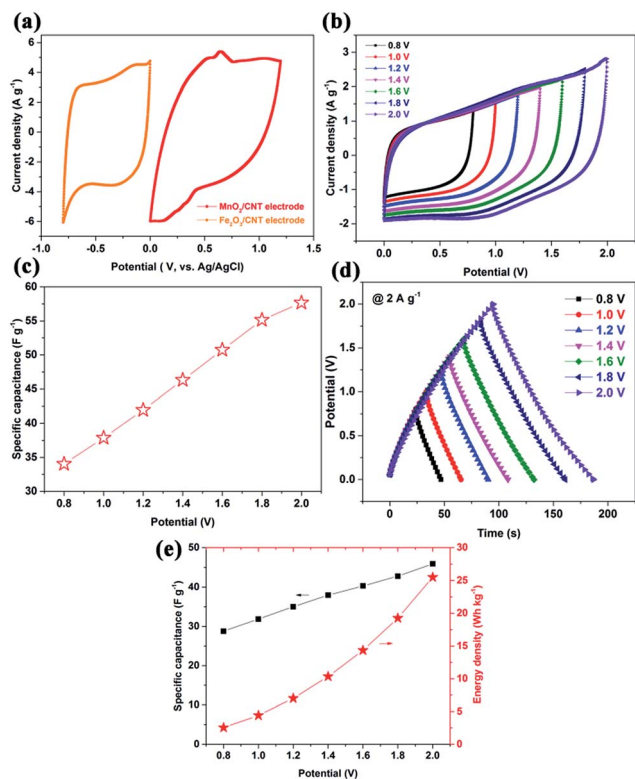 (a)
Current density (A g⁻¹)
6
4
2
0
-2
-4
-6
MnO₂/CNT electrode
Fe₂O₃/CNT electrode
-1.0 -0.5 0.0 0.5 1.0 1.5
Potential ( V, vs. Ag/AgCl)
(b)
Current density (A g⁻¹)
3
2
1
0
-1
-2
0.8 V
1.0 V
1.2 V
1.4 V
1.6 V
1.8 V
2.0 V
0.0 0.5 1.0 1.5 2.0
Potential (V)
(c)
Specific capacitance (F g⁻¹)
60
55
50
45
40
35
30
0.8 1.0 1.2 1.4 1.6 1.8 2.0
Potential (V)
(d)
@ 2 A g⁻¹
Potential (V)
2.0
1.5
1.0
0.5
0.0
0.8 V
1.0 V
1.2 V
1.4 V
1.6 V
1.8 V
2.0 V
0 50 100 150 200
Time (s)
(e)
Specific capacitance (F g⁻¹)
50
40
30
20
10
0
30
25
20
15
10
5
0
Energy density (Wh kg⁻¹)
0.8 1.0 1.2 1.4 1.6 1.8 2.0
Potential (V)